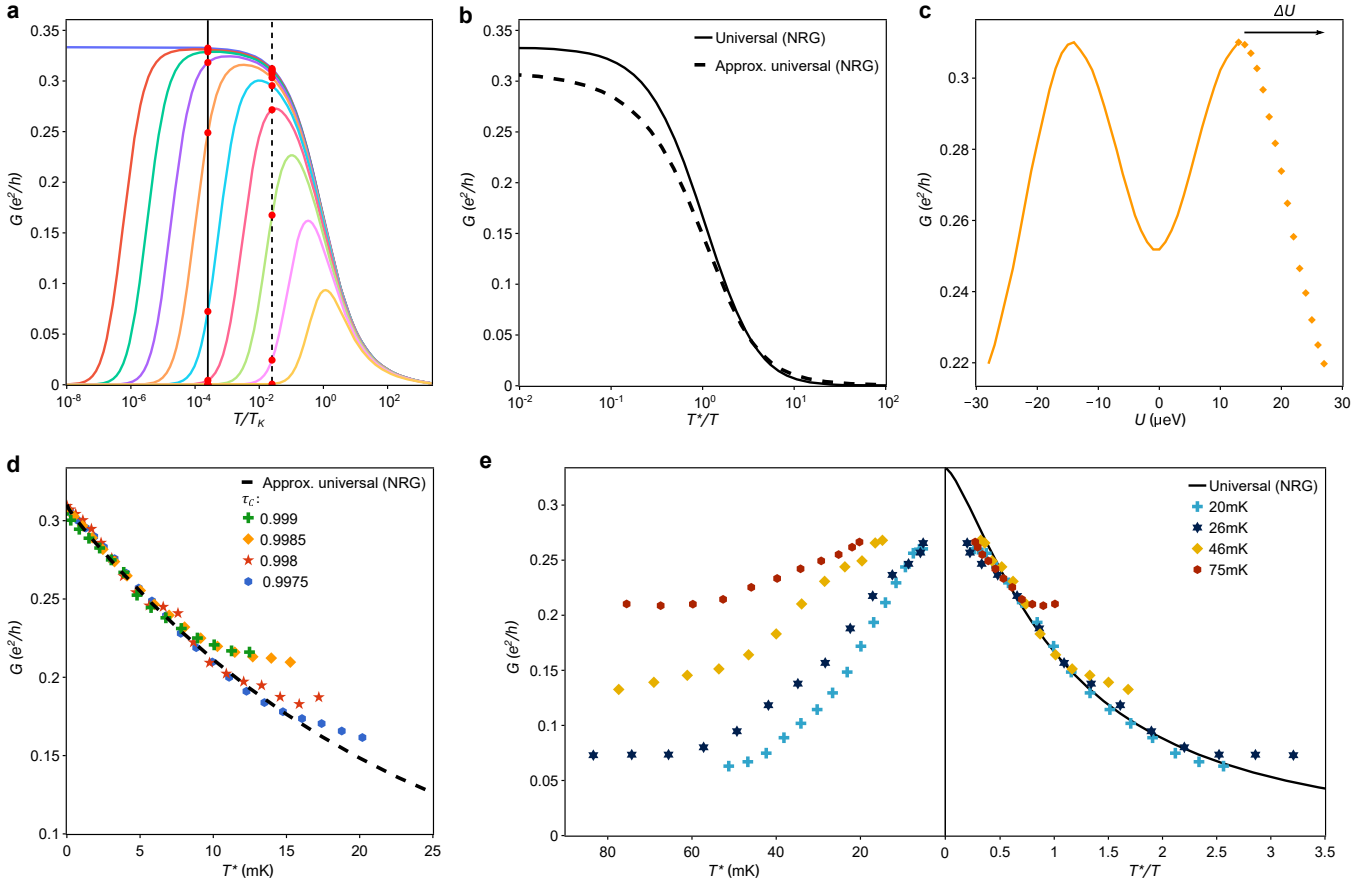 a
0.35
0.3
0.25
0.2
0.15
0.1
0.05
0
G (e²/h)
10⁻⁸
10⁻⁶
10⁻⁴
10⁻²
10⁰
10²
T/T_K
b
0.35
0.3
0.25
0.2
0.15
0.1
0.05
0
G (e²/h)
Universal (NRG)
Approx. universal (NRG)
10⁻²
10⁻¹
10⁰
10¹
10²
T*/T
c
ΔU
0.3
0.28
0.26
0.24
0.22
G (e²/h)
−30
−20
−10
0
10
20
30
U (μeV)
d
0.3
0.25
0.2
0.15
0.1
G (e²/h)
Approx. universal (NRG)
τ_C:
0.999
0.9985
0.998
0.9975
0
5
10
15
20
25
T* (mK)
e
0.3
0.25
0.2
0.15
0.1
0.05
0
G (e²/h)
80
60
40
20
T* (mK)
Universal (NRG)
20mK
26mK
46mK
75mK
0
0.5
1
1.5
2
2.5
3
3.5
T*/T